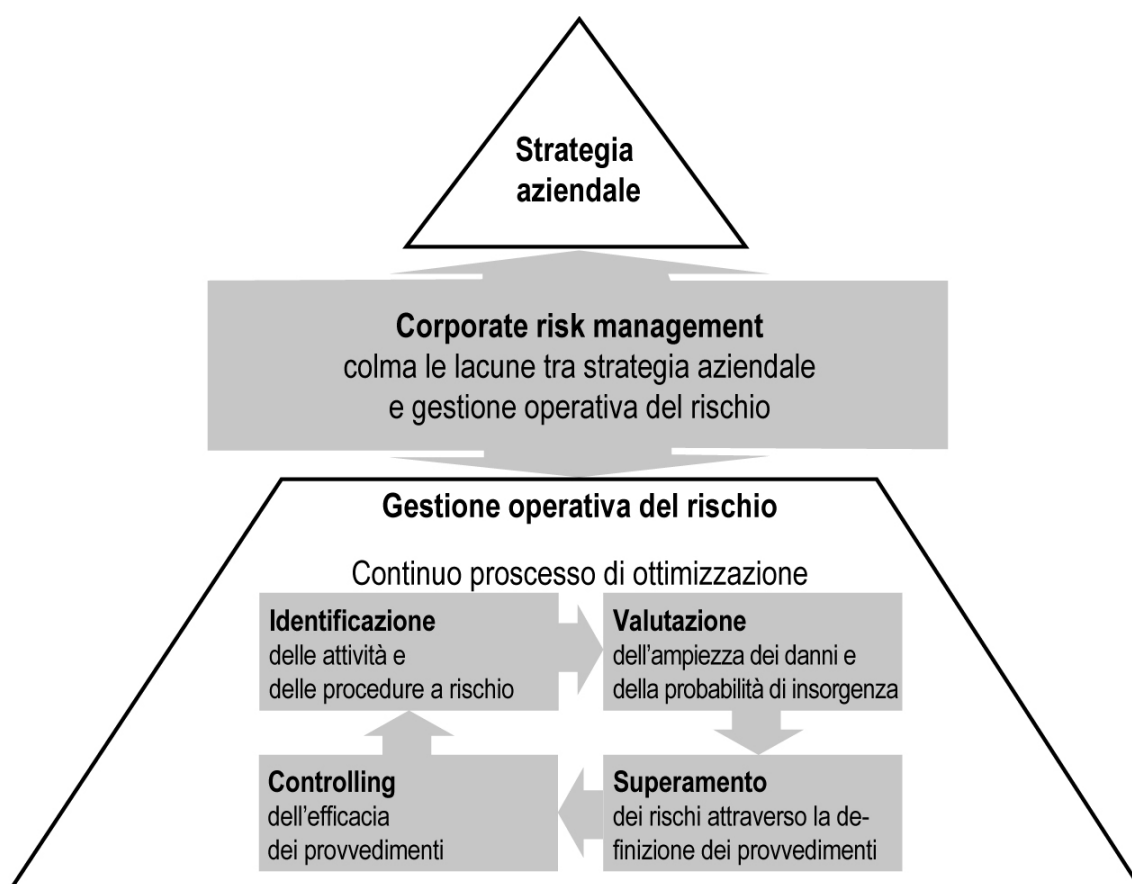 Strategia
aziendale
Corporate risk management
colma le lacune tra strategia aziendale
e gestione operativa del rischio
Gestione operativa del rischio
Continuo proscesso di ottimizzazione
Identificazione
delle attività e
delle procedure a rischio
Valutazione
dell'ampiezza dei danni e
della probabilità di insorgenza
Controlling
dell'efficacia
dei provvedimenti
Superamento
dei rischi attraverso la de-
finizione dei provvedimenti